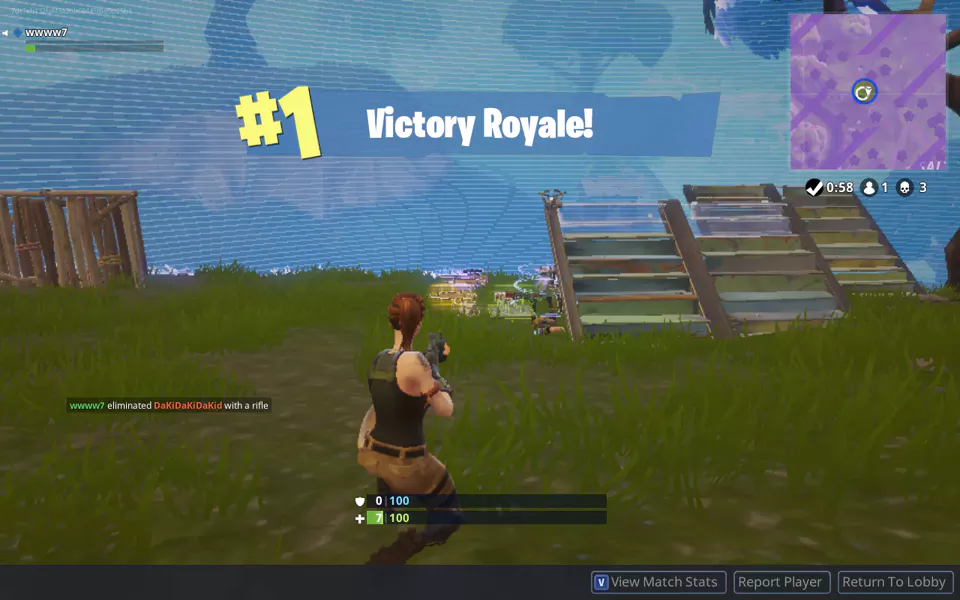 wwww7
#1 Victory Royale!
0:58 1 3
wwww7 eliminated DaKiDaKiDaKid with a rifle
0 | 100
7 | 100
V View Match Stats
Report Player
Return To Lobby